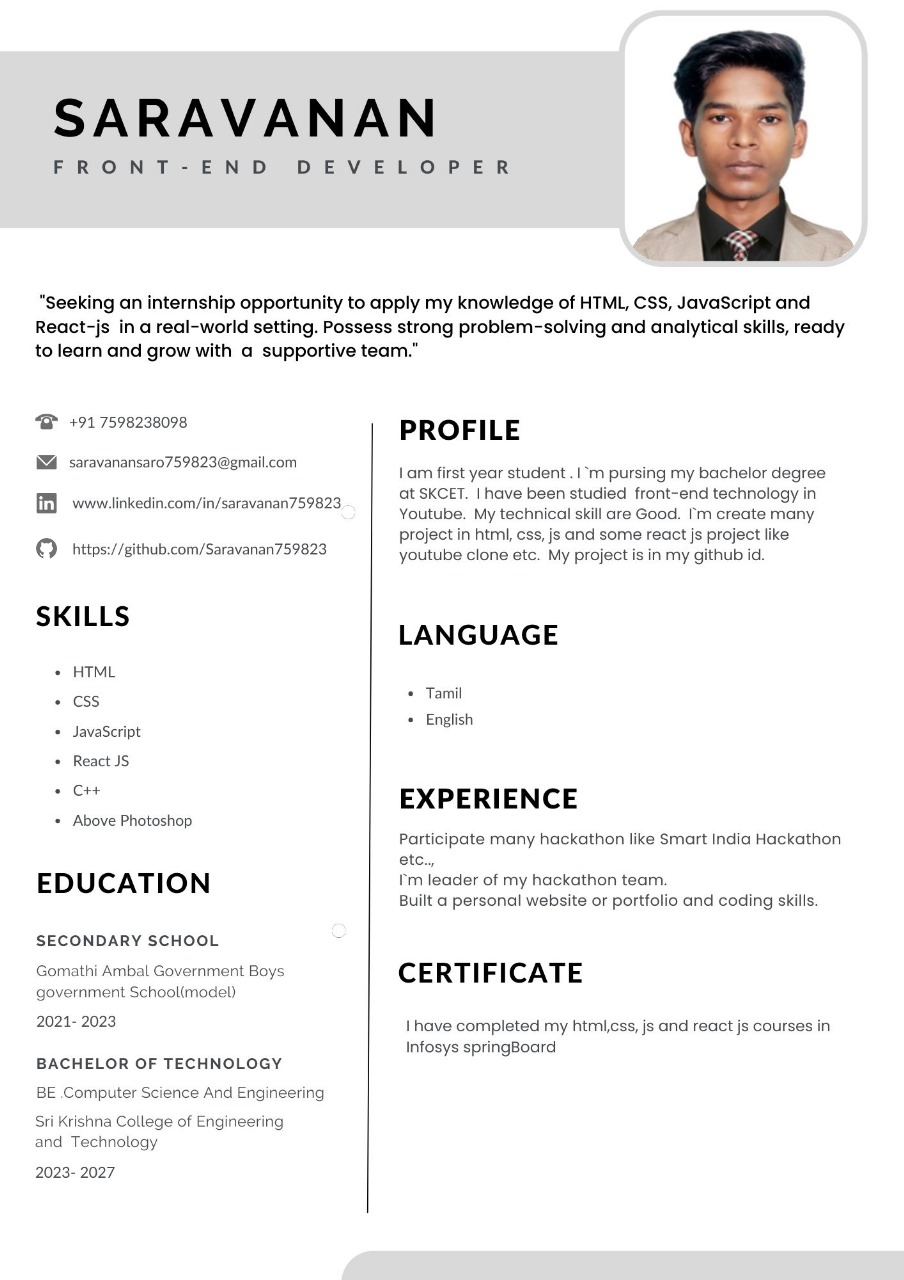 SARAVANAN
FRONT-END DEVELOPER
"Seeking an internship opportunity to apply my knowledge of HTML, CSS, JavaScript and
React-js in a real-world setting. Possess strong problem-solving and analytical skills, ready
to learn and grow with a supportive team."
+91 7598238098
saravanansaro759823@gmail.com
www.linkedin.com/in/saravanan759823
https://github.com/Saravanan759823
SKILLS
• HTML
• CSS
• JavaScript
• React JS
• C++
• Above Photoshop
EDUCATION
SECONDARY SCHOOL
Gomathi Ambal Government Boys
government School(model)
2021- 2023
BACHELOR OF TECHNOLOGY
BE .Computer Science And Engineering
Sri Krishna College of Engineering
and Technology
2023- 2027
PROFILE
I am first year student . I `m pursing my bachelor degree
at SKCET. I have been studied front-end technology in
Youtube. My technical skill are Good. I`m create many
project in html, css, js and some react js project like
youtube clone etc. My project is in my github id.
LANGUAGE
• Tamil
• English
EXPERIENCE
Participate many hackathon like Smart India Hackathon
etc..,
I`m leader of my hackathon team.
Built a personal website or portfolio and coding skills.
CERTIFICATE
I have completed my html,css, js and react js courses in
Infosys springBoard